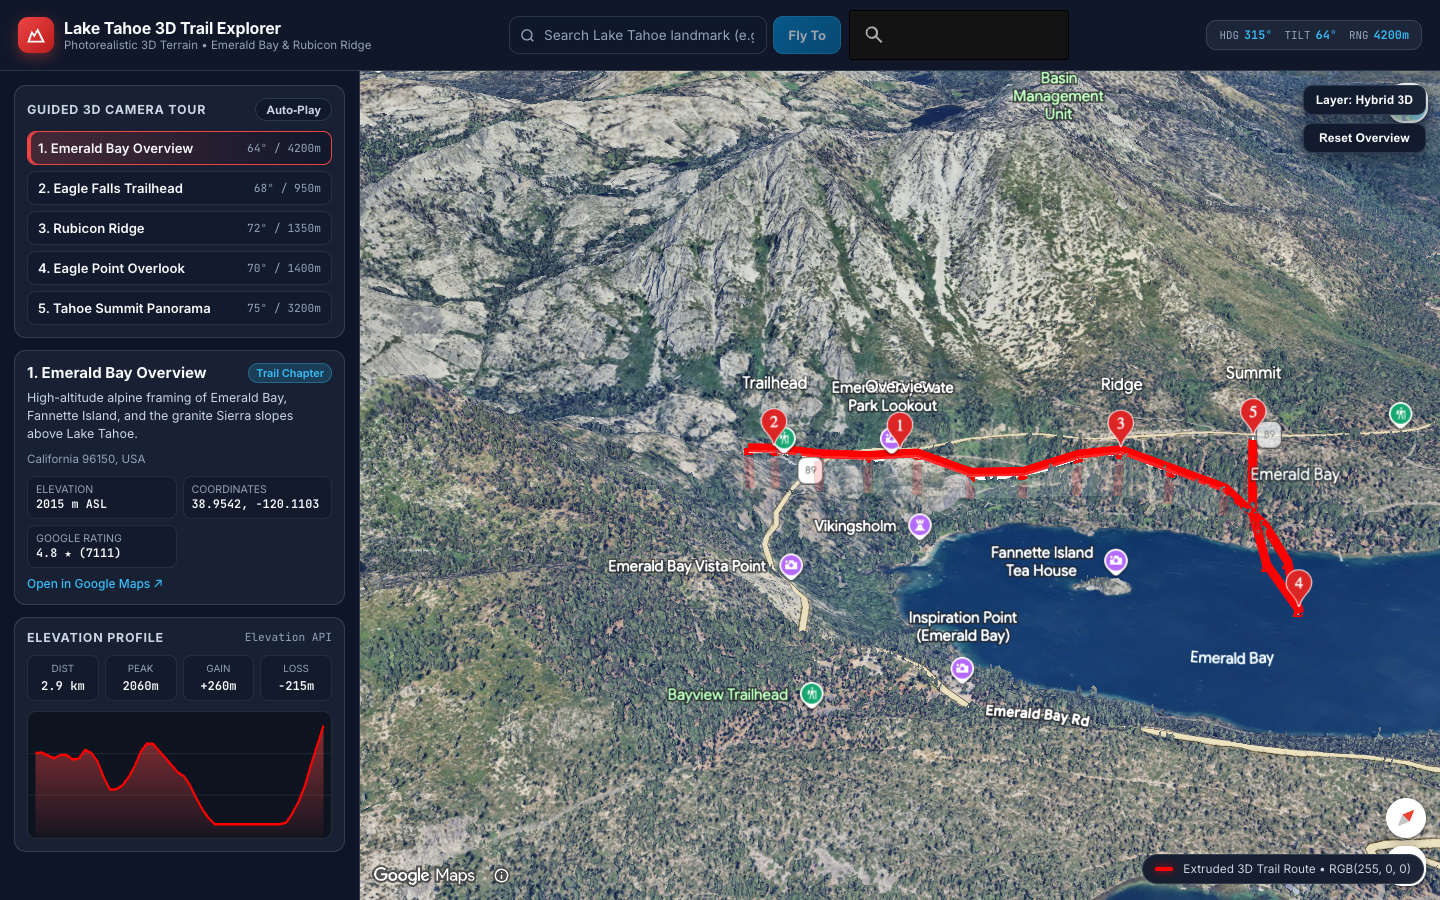 Lake Tahoe 3D Trail Explorer
Photorealistic 3D Terrain • Emerald Bay & Rubicon Ridge
Search Lake Tahoe landmark (e.g
Fly To
HDG 315° TILT 64° RNG 4200m
GUIDED 3D CAMERA TOUR
Auto-Play
1. Emerald Bay Overview 64° / 4200m
2. Eagle Falls Trailhead 68° / 950m
3. Rubicon Ridge 72° / 1350m
4. Eagle Point Overlook 70° / 1400m
5. Tahoe Summit Panorama 75° / 3200m
1. Emerald Bay Overview
Trail Chapter
High-altitude alpine framing of Emerald Bay,
Fannette Island, and the granite Sierra slopes
above Lake Tahoe.
California 96150, USA
ELEVATION
2015 m ASL
COORDINATES
38.9542, -120.1103
GOOGLE RATING
4.8 ★ (7111)
Open in Google Maps ↗
ELEVATION PROFILE
Elevation API
DIST
2.9 km
PEAK
2060m
GAIN
+260m
LOSS
-215m
Basin
Management
Unit
Layer: Hybrid 3D
Reset Overview
Trailhead
Overview
Park Lookout
Ridge
Summit
2
1
3
5
89
89
Emerald Bay
Vikingsholm
Fannette Island
Tea House
Emerald Bay Vista Point
4
Inspiration Point
(Emerald Bay)
Emerald Bay
Bayview Trailhead
Emerald Bay Rd
Google Maps
Extruded 3D Trail Route • RGB(255, 0, 0)